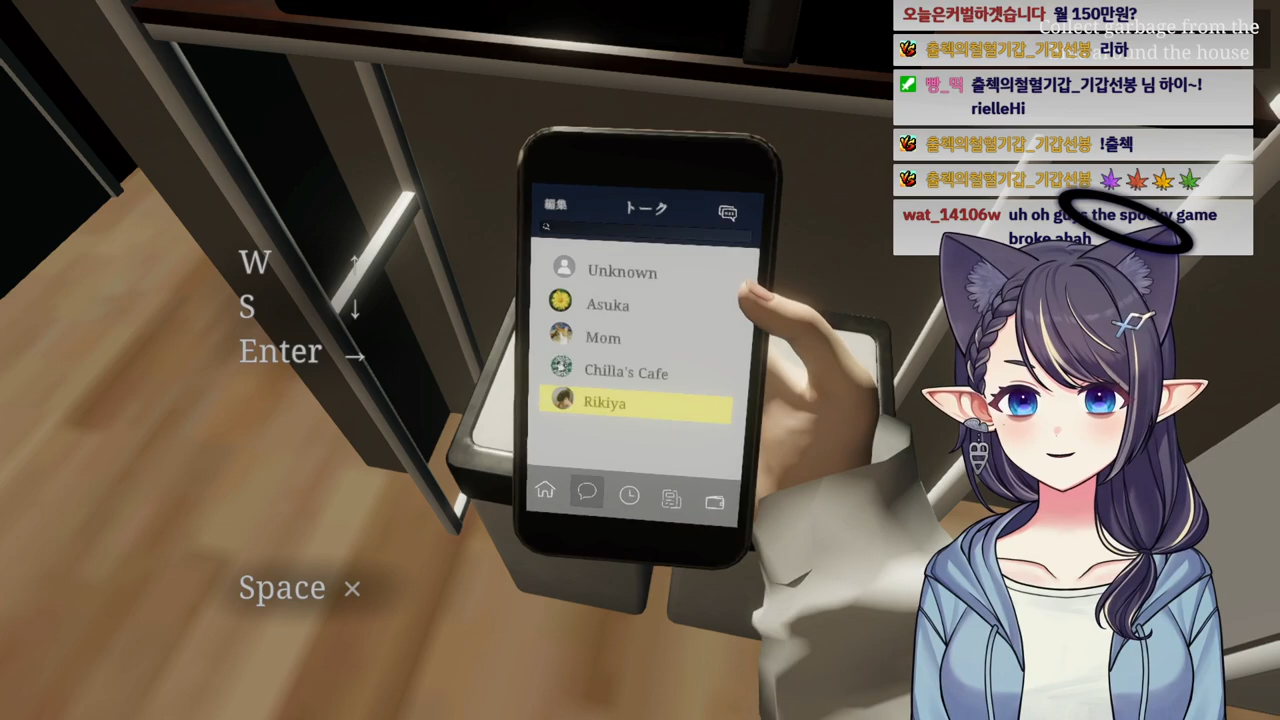 오늘은커벌하겟습니다 월 150만원?
Collect garbage from the
around the house
출첵의철혈기갑_기갑선봉 리하
빵_떡 출첵의철혈기갑_기갑선봉 님 하이~!
rielleHi
출첵의철혈기갑_기갑선봉 !출첵
출첵의철혈기갑_기갑선봉
wat_14106w uh oh guys the spooky game
broke ahah
W ↑
S ↓
Enter →
Space ×
編集 トーク
Unknown
Asuka
Mom
Chilla's Cafe
Rikiya